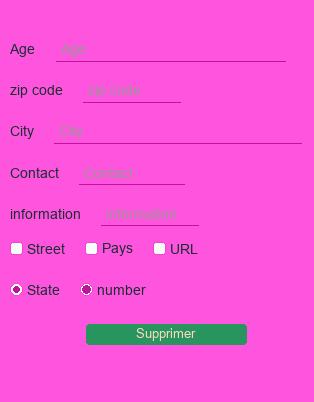 Age Age
zip code zip code
City City
Contact Contact
information information
Street Pays URL
State number
Supprimer